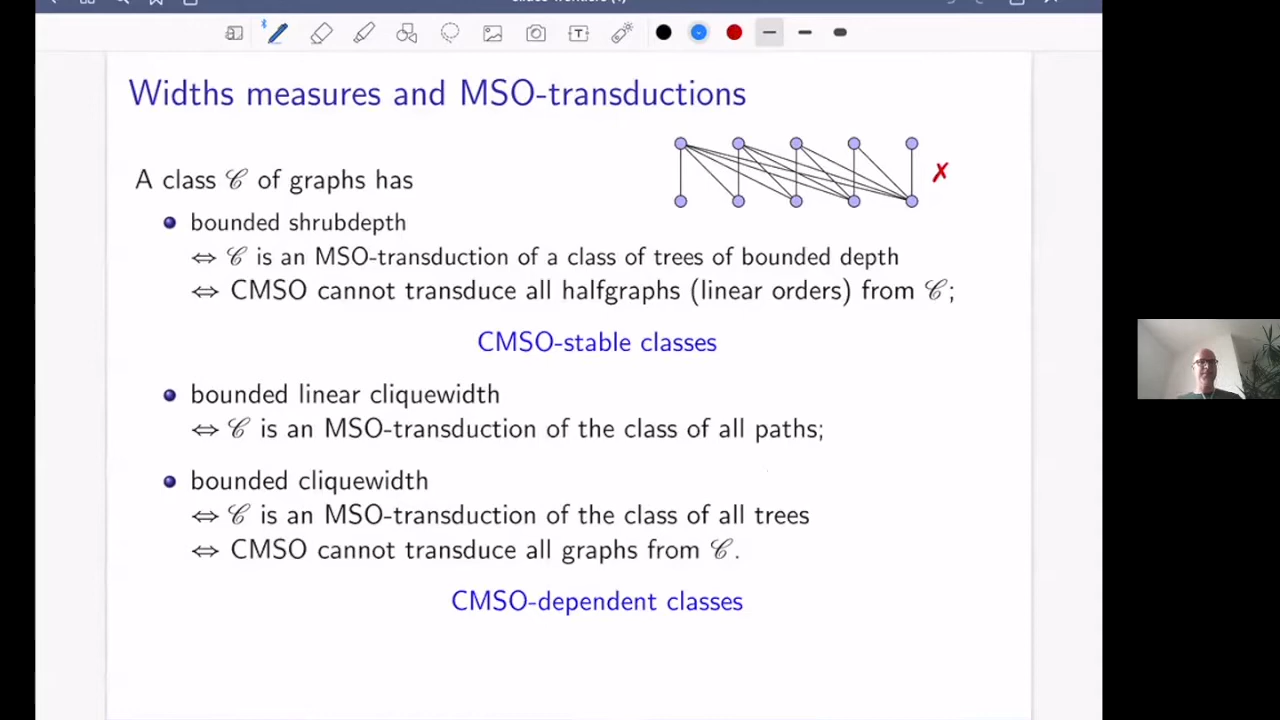 Widths measures and MSO-transductions
A class 𝒞 of graphs has
bounded shrubdepth
⇔ 𝒞 is an MSO-transduction of a class of trees of bounded depth
⇔ CMSO cannot transduce all halfgraphs (linear orders) from 𝒞;
CMSO-stable classes
bounded linear cliquewidth
⇔ 𝒞 is an MSO-transduction of the class of all paths;
bounded cliquewidth
⇔ 𝒞 is an MSO-transduction of the class of all trees
⇔ CMSO cannot transduce all graphs from 𝒞.
CMSO-dependent classes